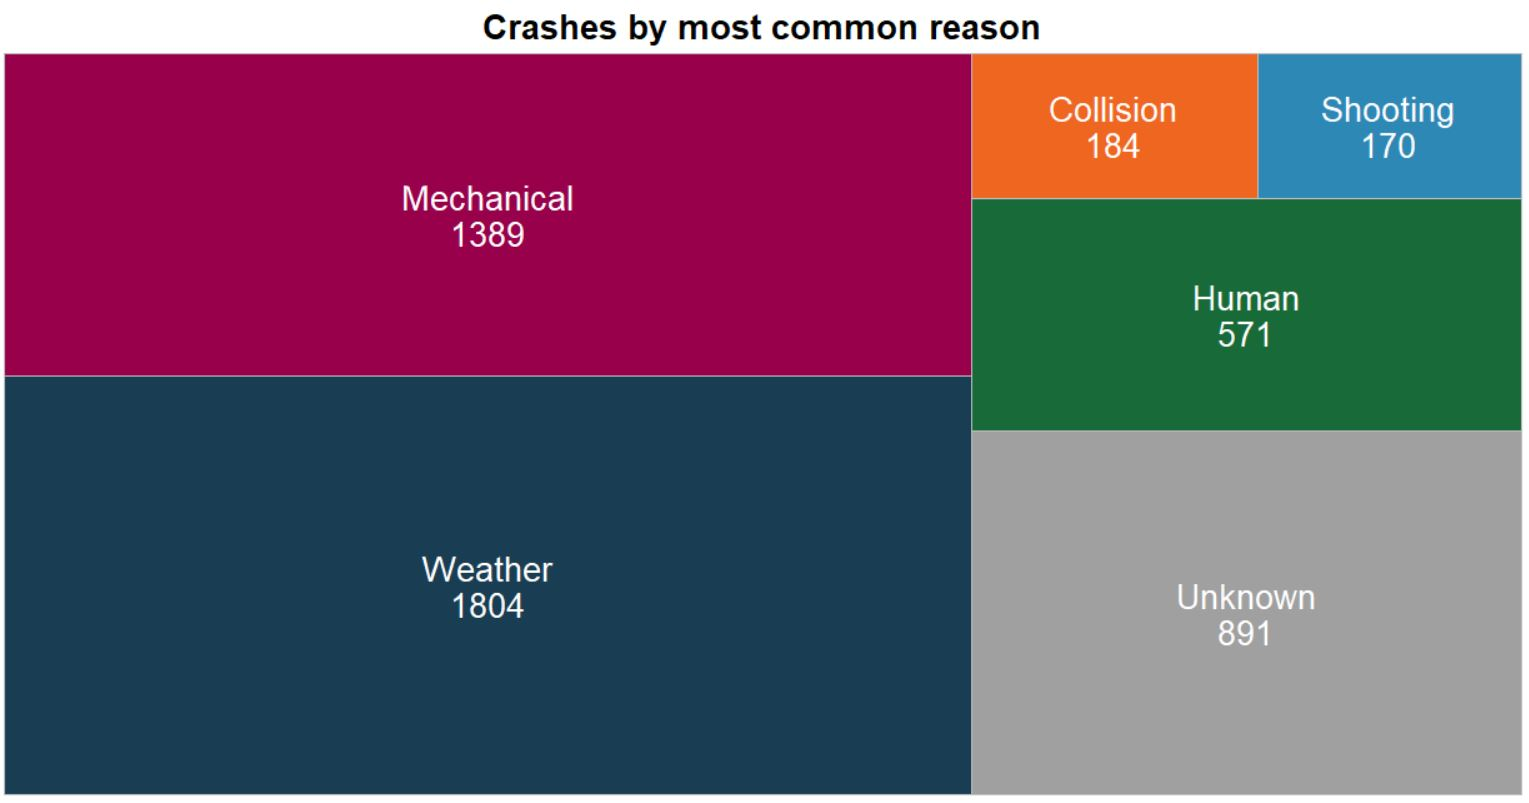 Crashes by most common reason
Mechanical
1389
Collision
184
Shooting
170
Human
571
Weather
1804
Unknown
891